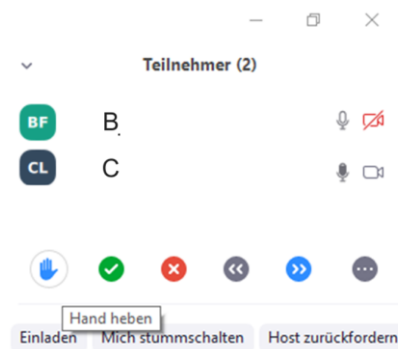 Teilnehmer (2)
BF B.
CL C
Hand heben
Einladen Mich stummschalten Host zurückfordern